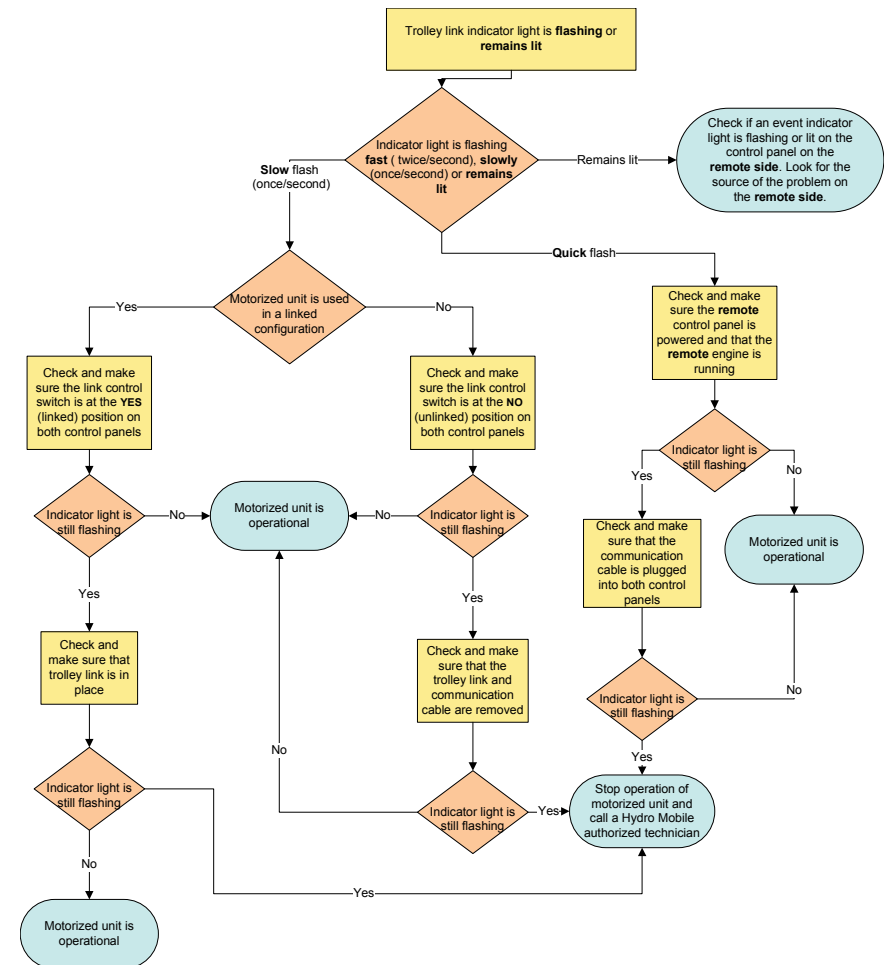 Trolley link indicator light is flashing or
remains lit
Indicator light is flashing
fast ( twice/second), slowly
(once/second) or remains
lit
Remains lit
Check if an event indicator
light is flashing or lit on the
control panel on the
remote side. Look for the
source of the problem on
the remote side.
Slow flash
(once/second)
Quick flash
Motorized unit is used
in a linked
configuration
Yes
No
Check and make
sure the remote
control panel is
powered and that the
remote engine is
running
Check and make
sure the link control
switch is at the YES
(linked) position on
both control panels
Check and make
sure the link control
switch is at the NO
(unlinked) position on
both control panels
Indicator light is
still flashing
Yes
No
Indicator light is
still flashing
No
Motorized unit is
operational
No
Indicator light is
still flashing
Check and make
sure that the
communication
cable is plugged
into both control
panels
Motorized unit is
operational
Yes
Yes
Check and
make sure that
trolley link is in
place
Check and make
sure that the
trolley link and
communication
cable are removed
Indicator light is
still flashing
No
Yes
No
Indicator light is
still flashing
Indicator light is
still flashing
Yes
Stop operation of
motorized unit and
call a Hydro Mobile
authorized technician
No
Yes
Motorized unit is
operational